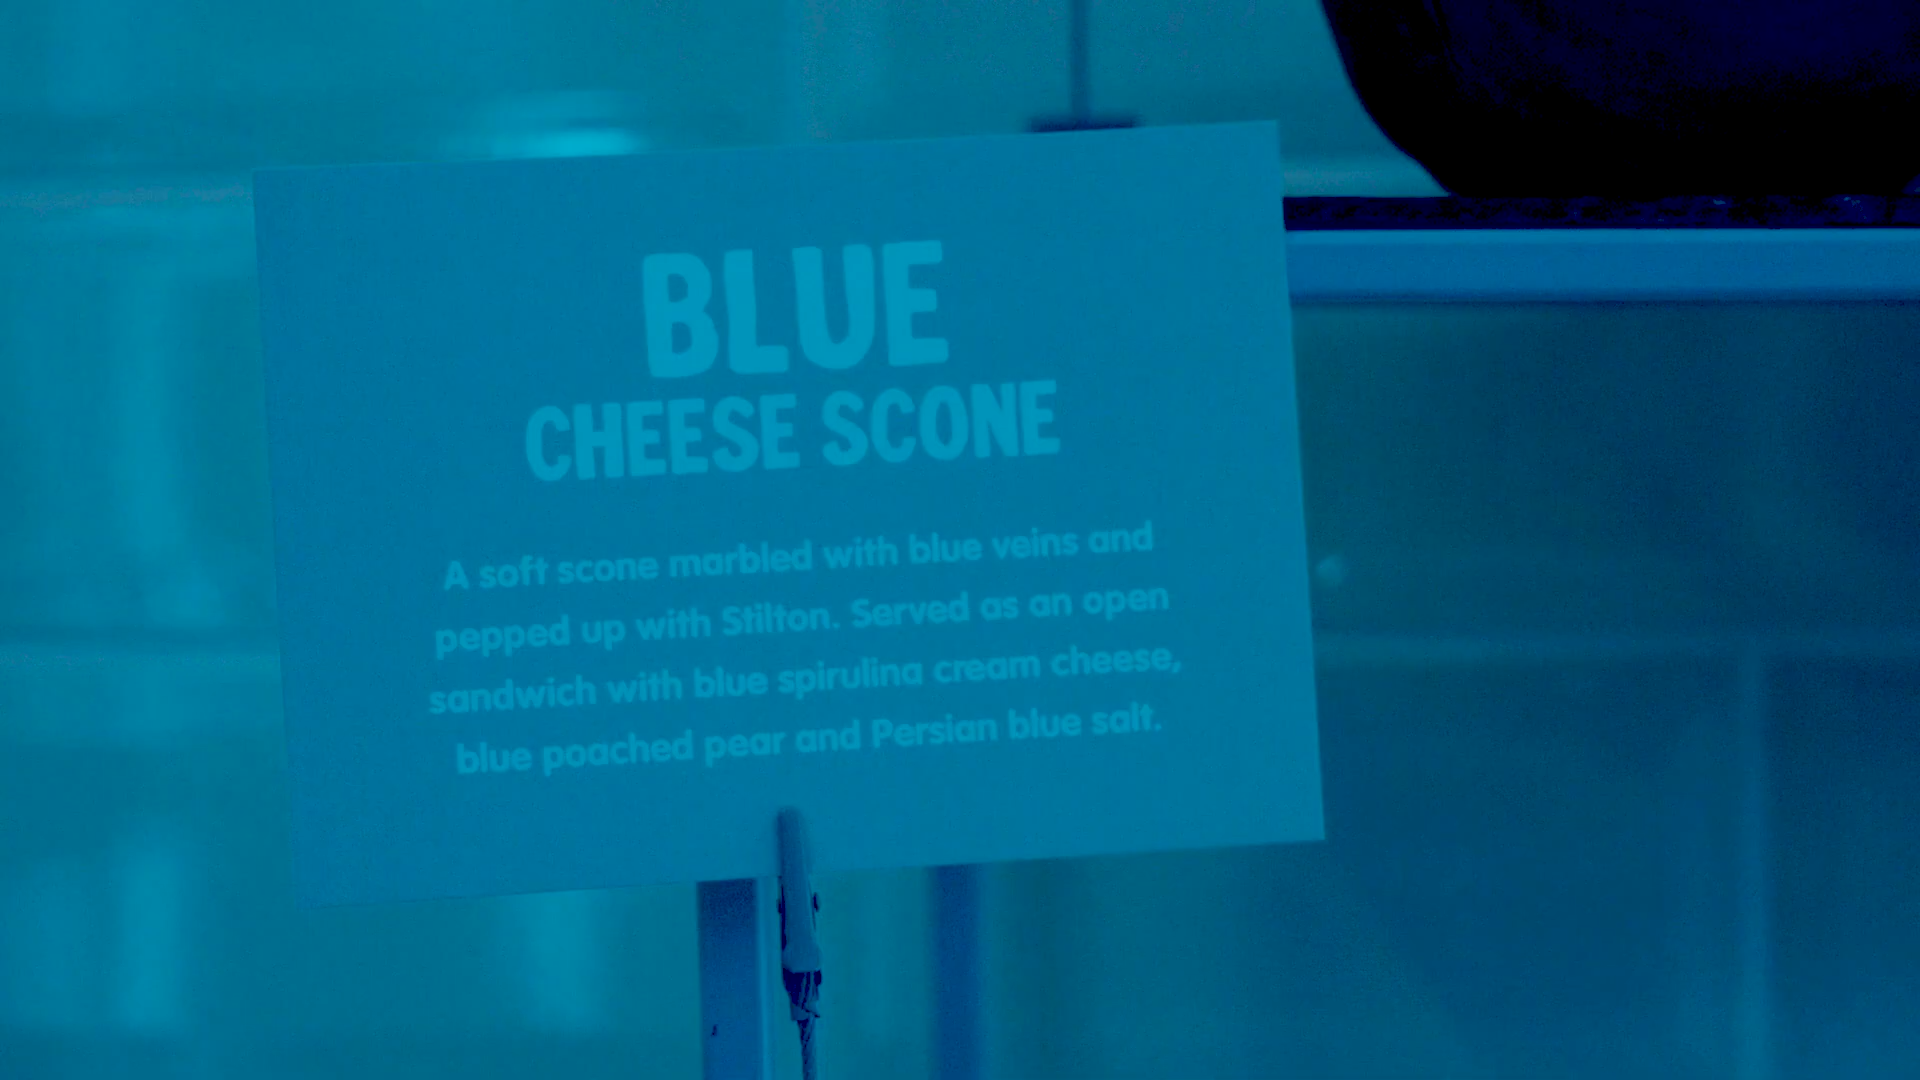 BLUE
CHEESE SCONE
A soft scone marbled with blue veins and
pepped up with Stilton. Served as an open
sandwich with blue spirulina cream cheese,
blue poached pear and Persian blue salt.